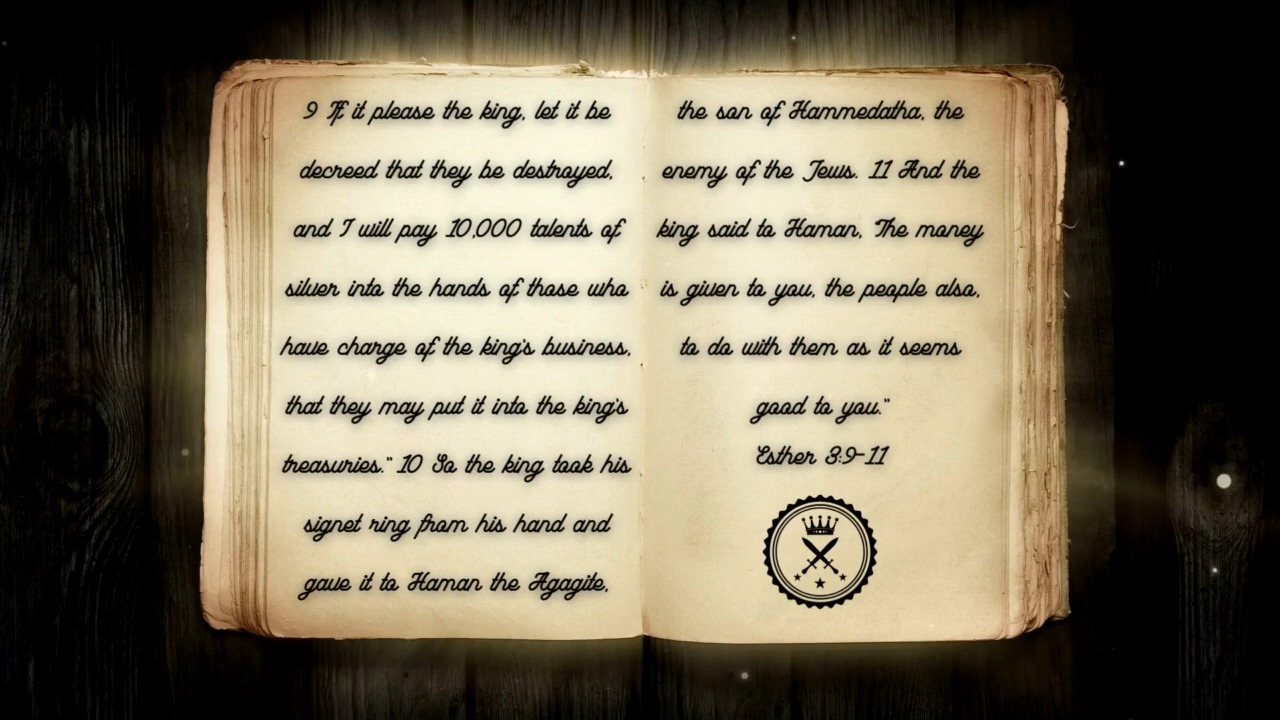 9 If it please the king, let it be
decreed that they be destroyed,
and I will pay 10,000 talents of
silver into the hands of those who
have charge of the king's business,
that they may put it into the king's
treasuries." 10 So the king took his
signet ring from his hand and
gave it to Haman the Agagite,
the son of Hammedatha, the
enemy of the Jews. 11 And the
king said to Haman, "The money
is given to you, the people also,
to do with them as it seems
good to you."
Esther 3:9-11